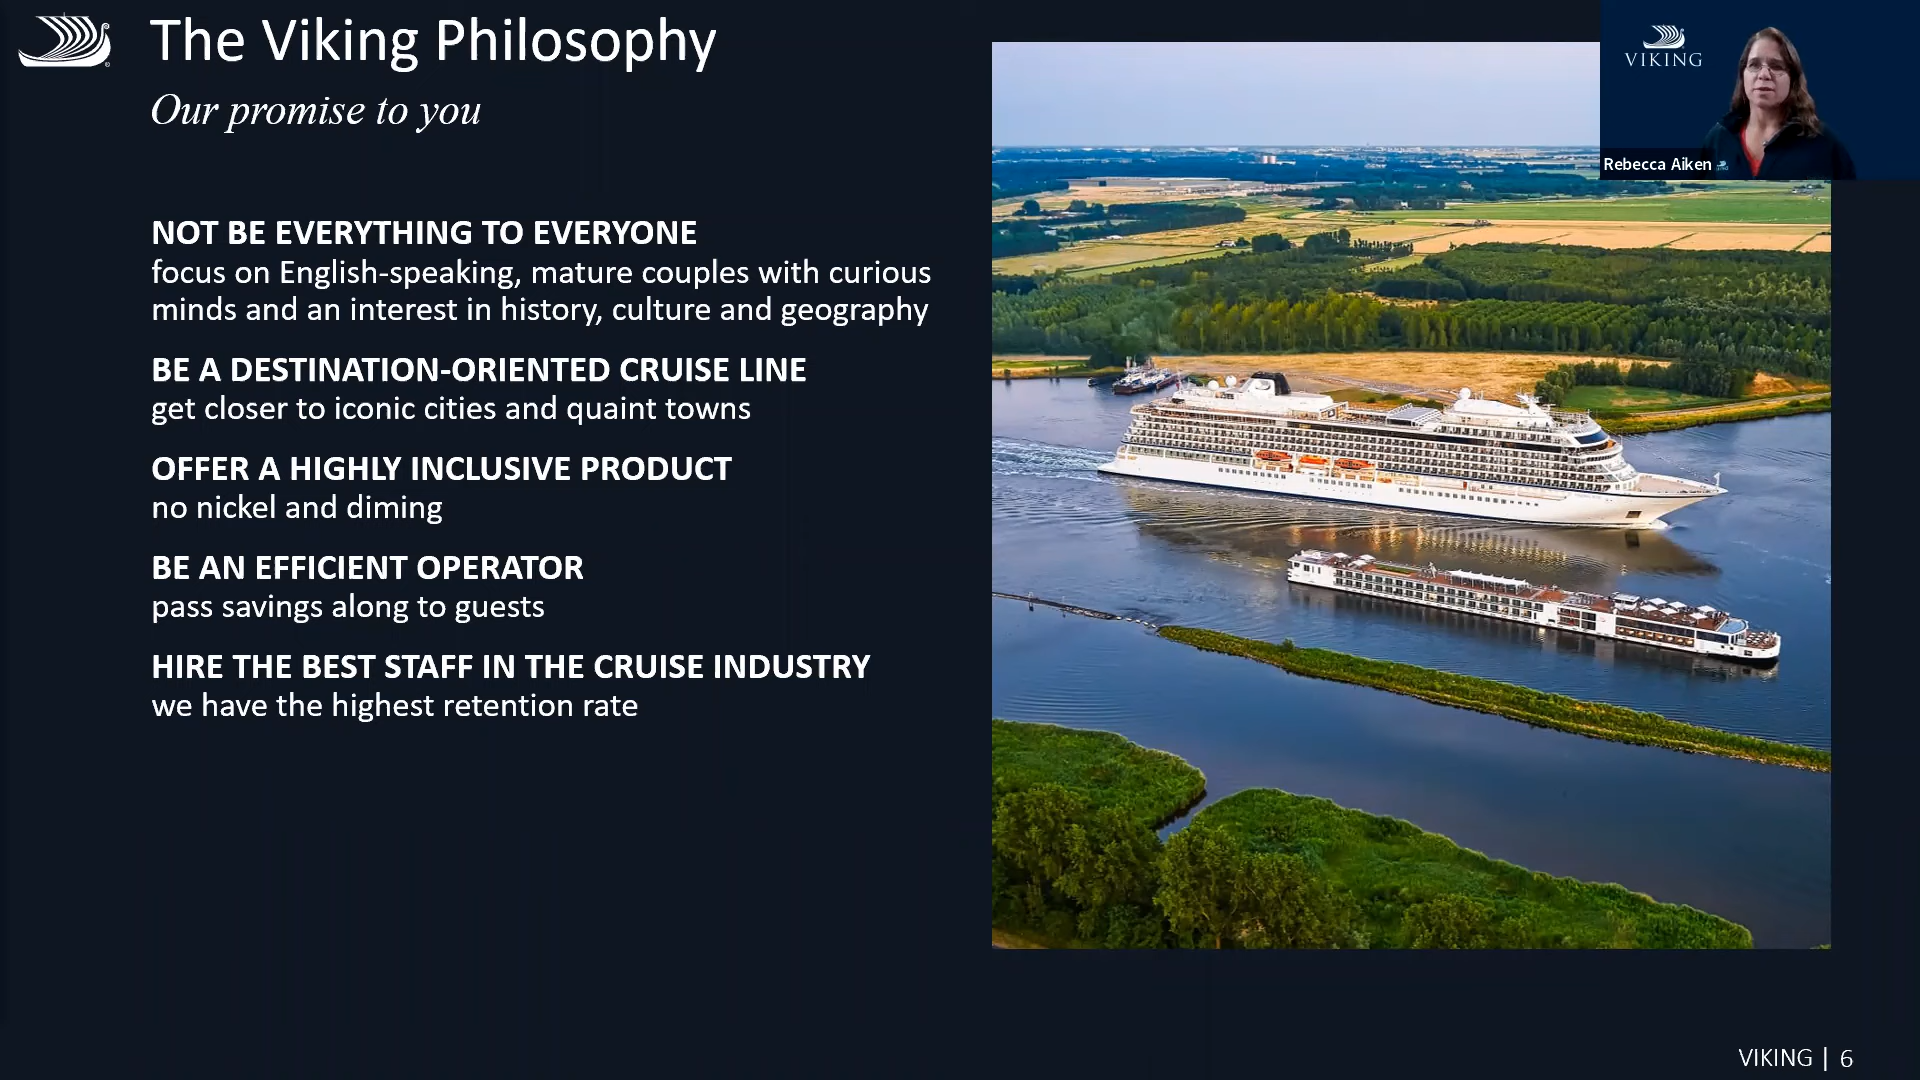 The Viking Philosophy
Our promise to you
NOT BE EVERYTHING TO EVERYONE
focus on English-speaking, mature couples with curious
minds and an interest in history, culture and geography
BE A DESTINATION-ORIENTED CRUISE LINE
get closer to iconic cities and quaint towns
OFFER A HIGHLY INCLUSIVE PRODUCT
no nickel and diming
BE AN EFFICIENT OPERATOR
pass savings along to guests
HIRE THE BEST STAFF IN THE CRUISE INDUSTRY
we have the highest retention rate
VIKING
Rebecca Aiken
VIKING | 6